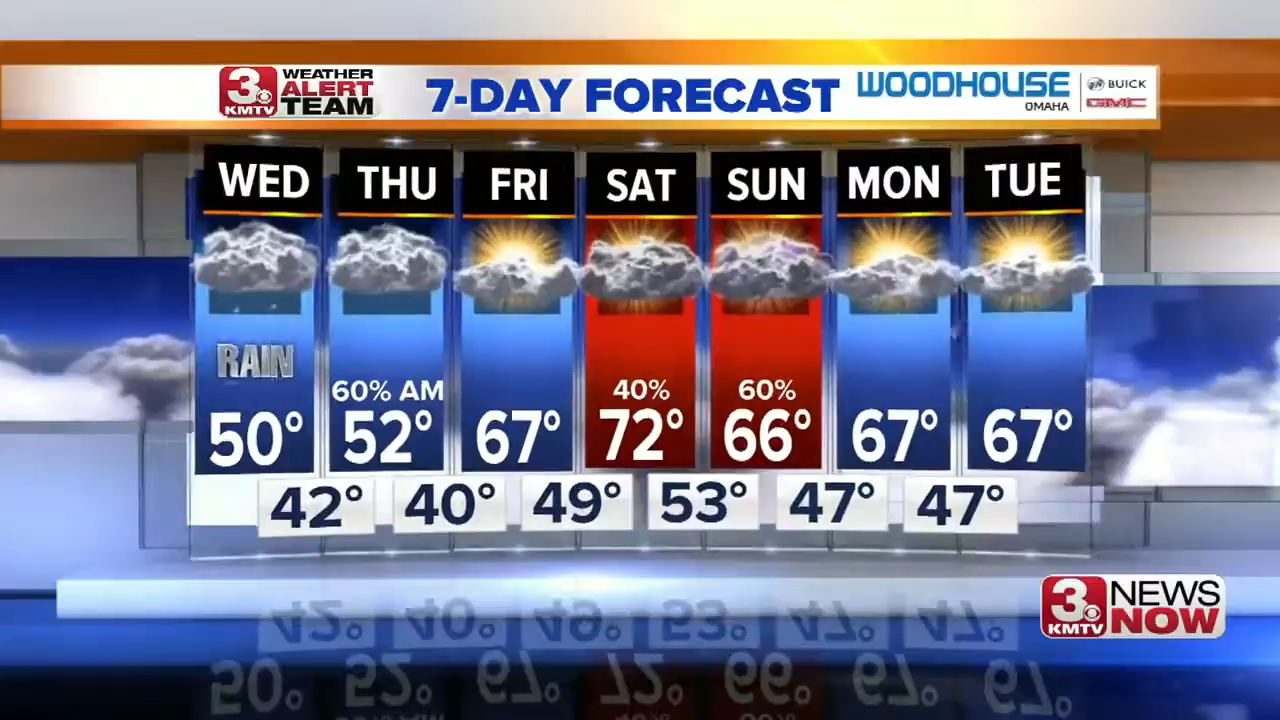 3 KMTV
WEATHER ALERT TEAM
7-DAY FORECAST
WOODHOUSE
OMAHA
BUICK
GMC
WED THU FRI SAT SUN MON TUE
RAIN
60% AM 40% 60%
50° 52° 67° 72° 66° 67° 67°
42° 40° 49° 53° 47° 47°
3 KMTV
NEWS NOW